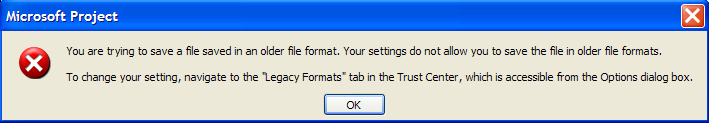 Microsoft Project
You are trying to save a file saved in an older file format. Your settings do not allow you to save the file in older file formats.
To change your setting, navigate to the "Legacy Formats" tab in the Trust Center, which is accessible from the Options dialog box.
OK